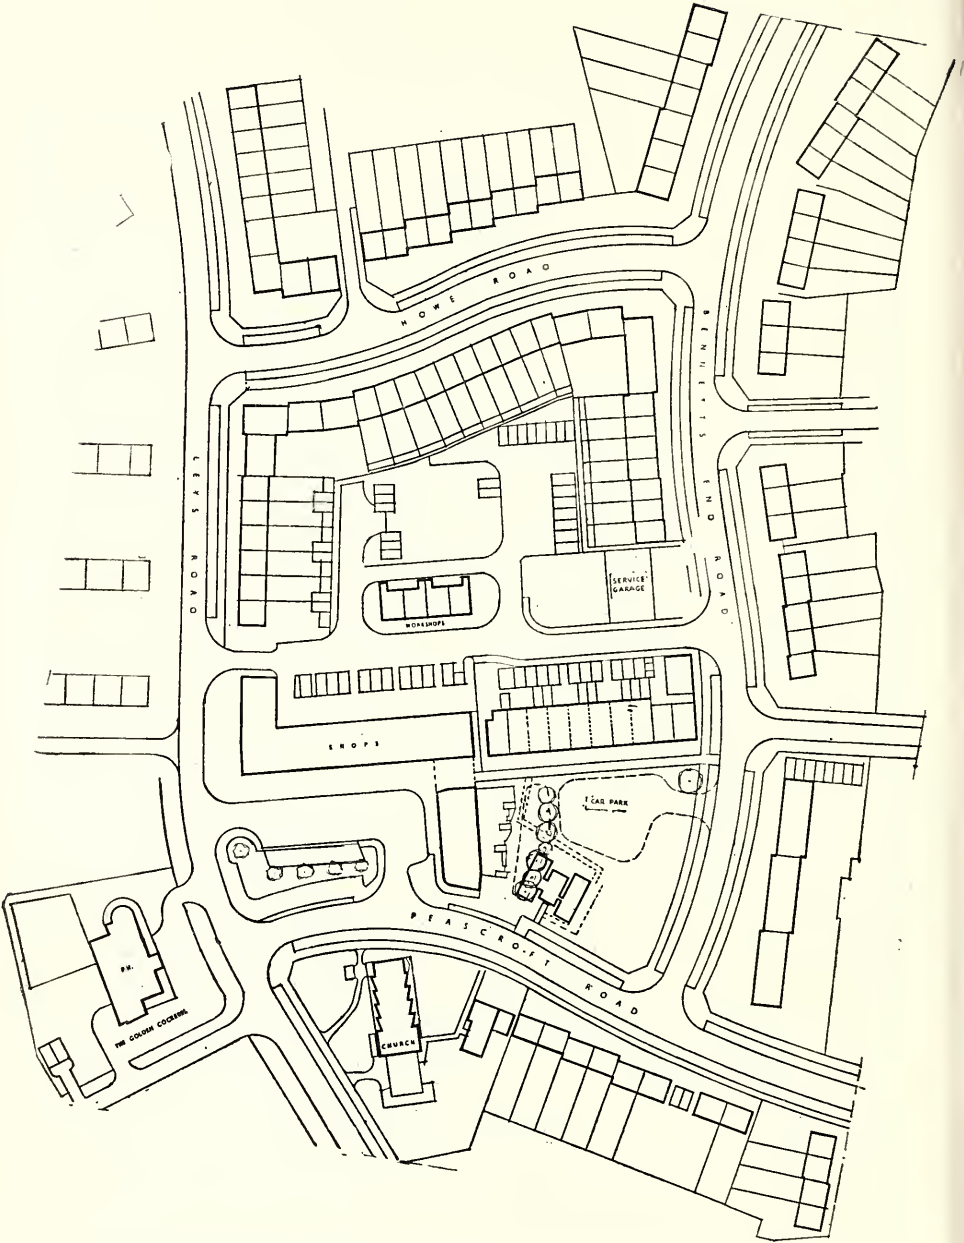 HOWE ROAD
BENNETTS END ROAD
LEYS ROAD
SERVICE GARAGE
WORKSHOPS
SHOPS
CAR PARK
PEASCROFT ROAD
P.H.
THE GOLDEN COCKEREL
CHURCH